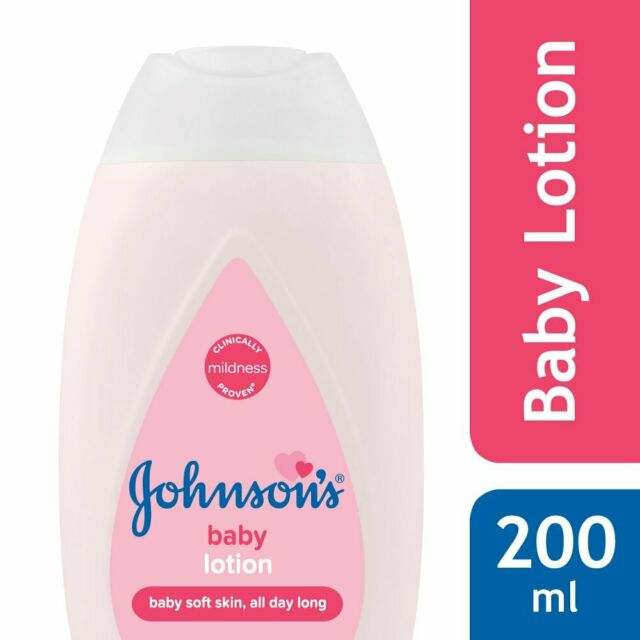 CLINICALLY
mildness
PROVEN®
Johnson's®
baby
lotion
baby soft skin, all day long
Baby Lotion
200
ml